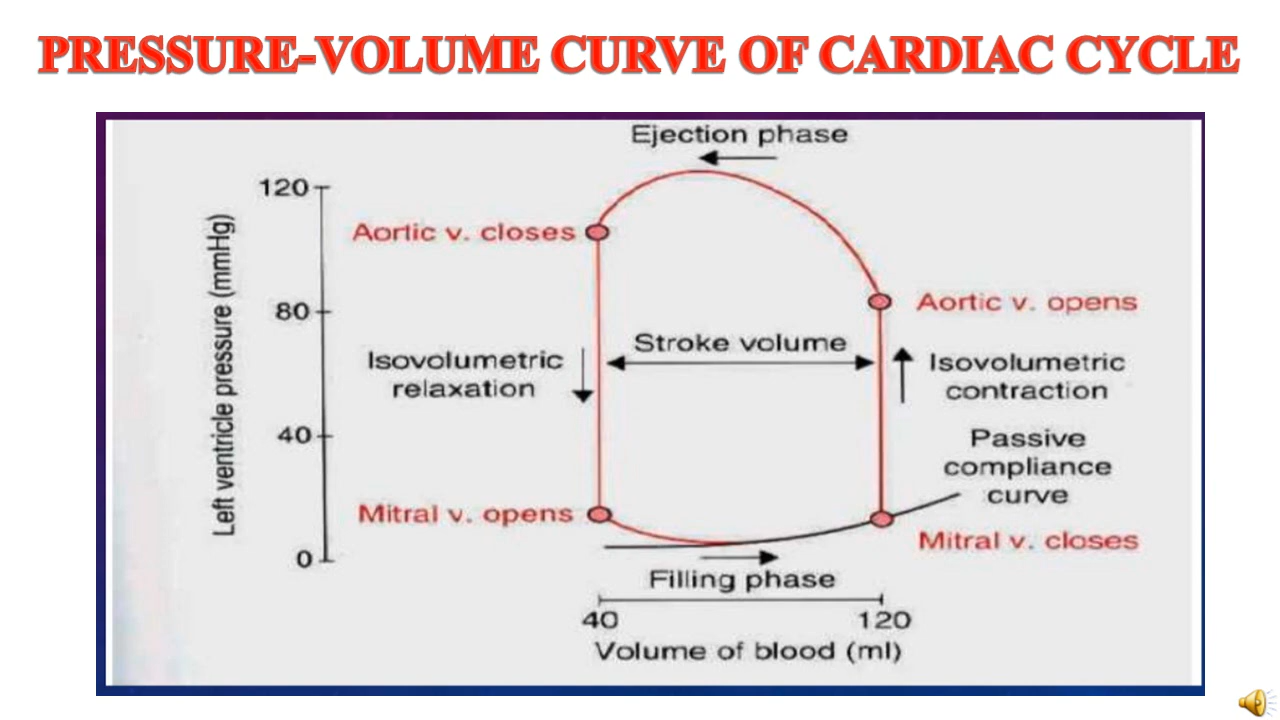 PRESSURE-VOLUME CURVE OF CARDIAC CYCLE
Ejection phase
120
Aortic v. closes
80
Aortic v. opens
Stroke volume
Isovolumetric
relaxation
Isovolumetric
contraction
Left ventricle pressure (mmHg)
40
Passive
compliance
curve
Mitral v. opens
Mitral v. closes
0
Filling phase
40
120
Volume of blood (ml)